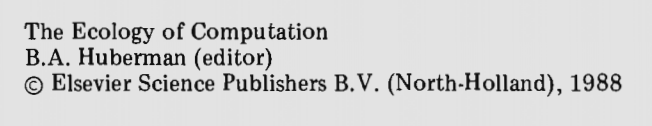 The Ecology of Computation
B.A. Huberman (editor)
© Elsevier Science Publishers B.V. (North-Holland), 1988